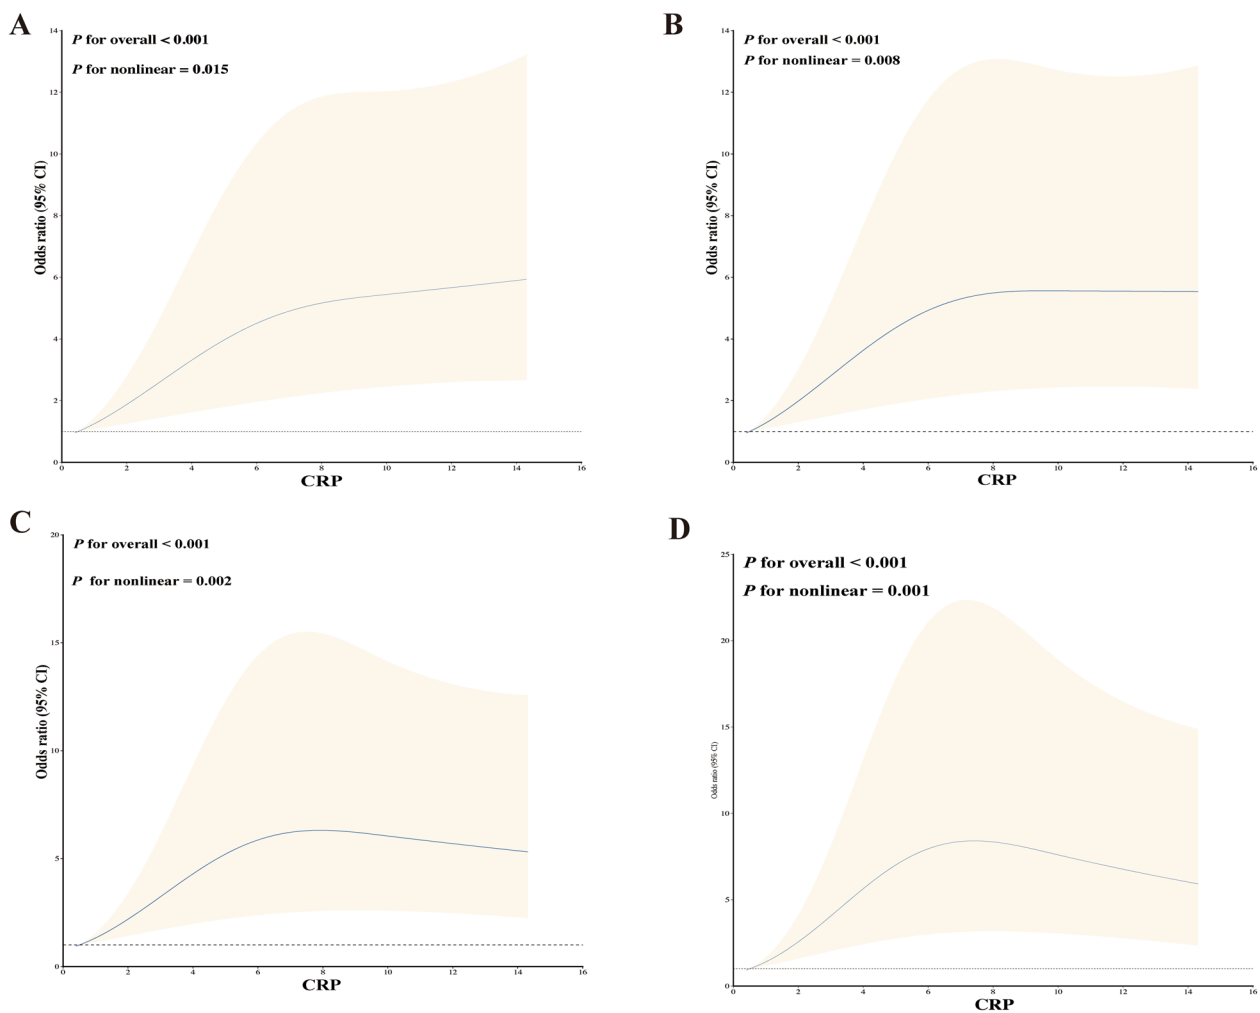 A
P for overall < 0.001
P for nonlinear = 0.015
Odds ratio (95% CI)
14
12
10
8
6
4
2
0
0 2 4 6 8 10 12 14 16
CRP
B
P for overall < 0.001
P for nonlinear = 0.008
Odds ratio (95% CI)
14
12
10
8
6
4
2
0
0 2 4 6 8 10 12 14 16
CRP
C
P for overall < 0.001
P for nonlinear = 0.002
Odds ratio (95% CI)
20
15
10
5
0
0 2 4 6 8 10 12 14 16
CRP
D
P for overall < 0.001
P for nonlinear = 0.001
Odds ratio (95% CI)
25
20
15
10
5
0
0 2 4 6 8 10 12 14 16
CRP